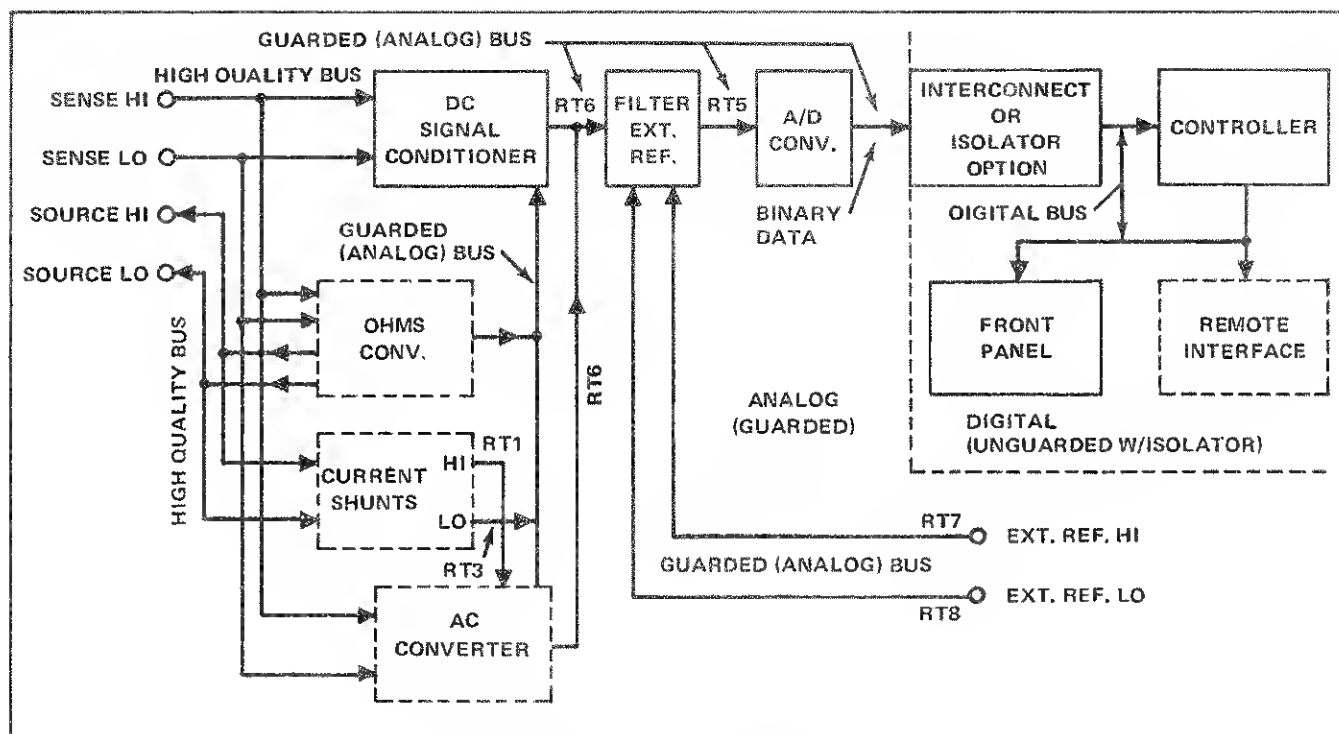 GUARDED (ANALOG) BUS
HIGH QUALITY BUS
SENSE HI
SENSE LO
SOURCE HI
SOURCE LO
DC
SIGNAL
CONDITIONER
RT6
FILTER
EXT.
REF.
RT5
A/D
CONV.
BINARY
DATA
INTERCONNECT
OR
ISOLATOR
OPTION
CONTROLLER
OIGITAL BUS
GUARDED
(ANALOG) BUS
HIGH QUALITY BUS
OHMS
CONV.
RT6
FRONT
PANEL
REMOTE
INTERFACE
ANALOG
(GUARDED)
DIGITAL
(UNGUARDED W/ISOLATOR)
CURRENT
SHUNTS
HI
LO
RT1
RT3
AC
CONVERTER
RT7
EXT. REF. HI
GUARDED (ANALOG) BUS
RT8
EXT. REF. LO